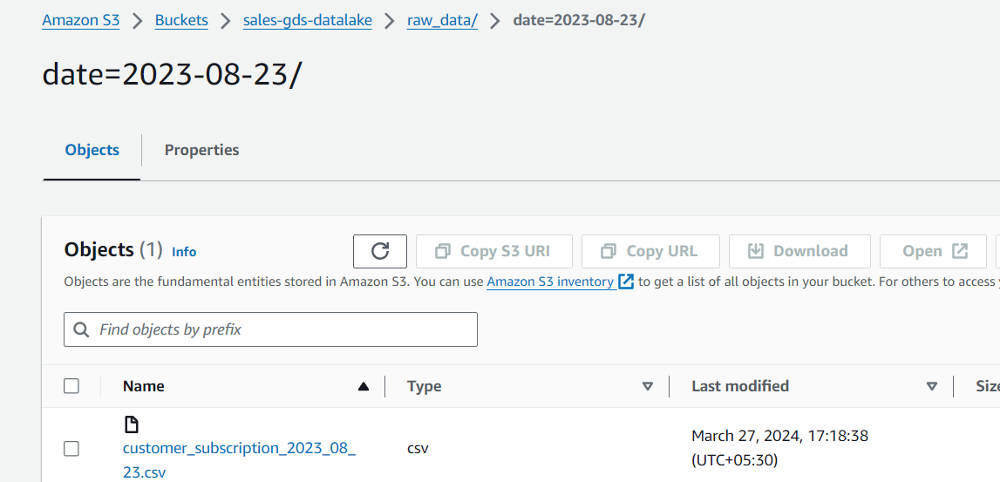 Amazon S3 > Buckets > sales-gds-datalake > raw_data/ > date=2023-08-23/
date=2023-08-23/
Objects Properties
Objects (1) Info Copy S3 URI Copy URL Download Open
Objects are the fundamental entities stored in Amazon S3. You can use Amazon S3 inventory to get a list of all objects in your bucket. For others to access
Find objects by prefix
Name Type Last modified Size
customer_subscription_2023_08_
23.csv
csv
March 27, 2024, 17:18:38
(UTC+05:30)